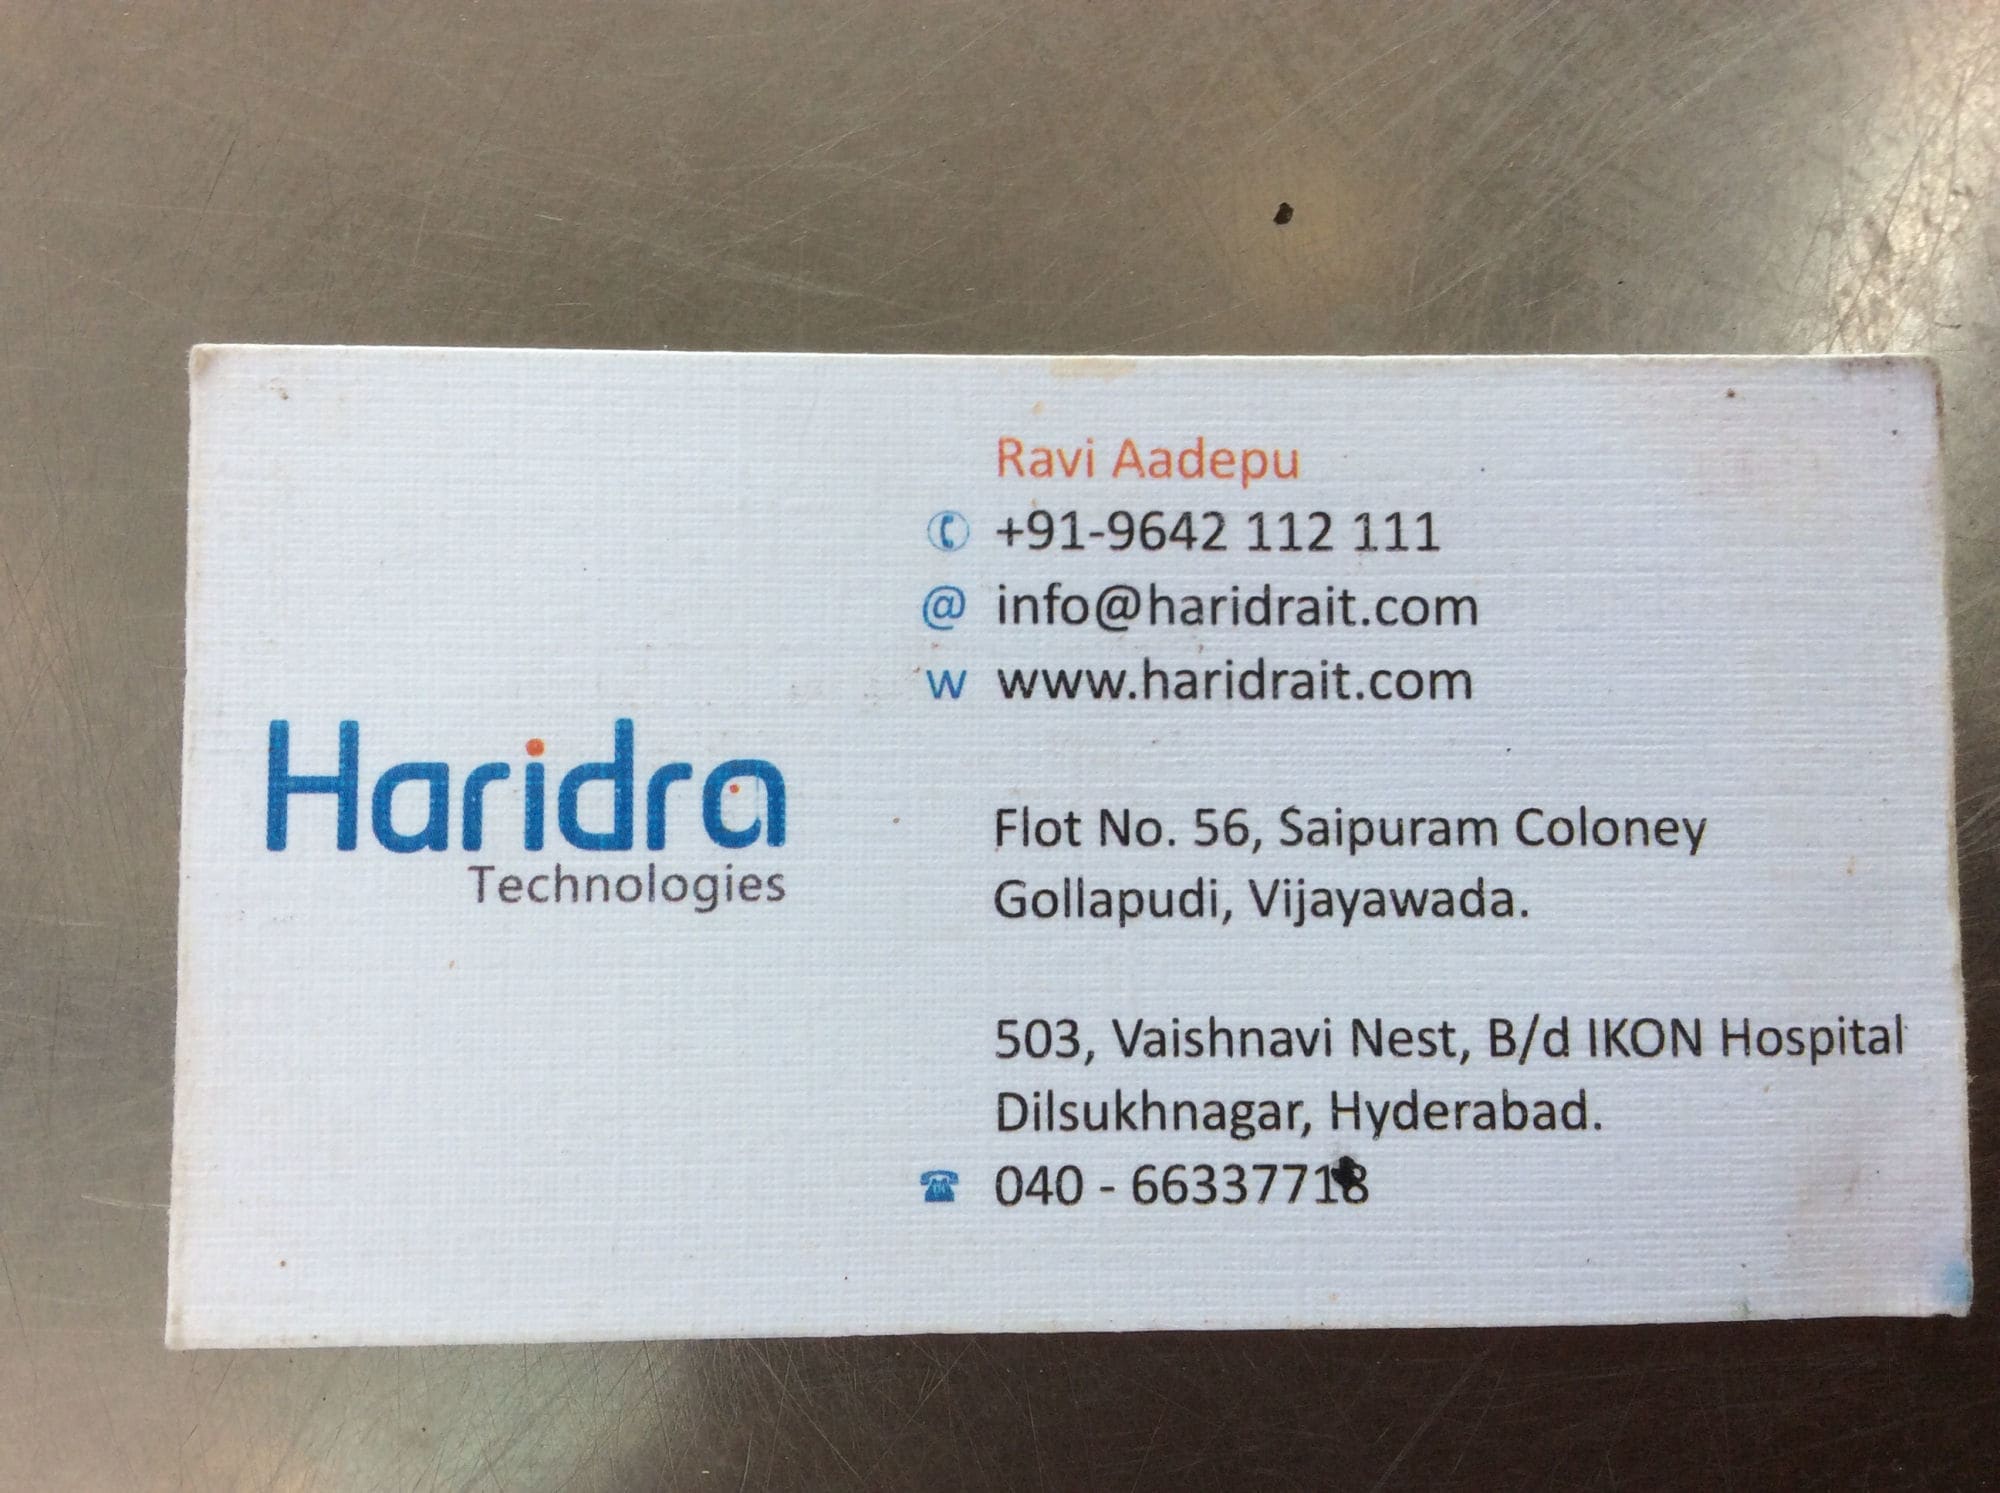 Haridra
Technologies
Ravi Aadepu
+91-9642 112 111
@ info@haridrait.com
w www.haridrait.com
Flot No. 56, Saipuram Coloney
Gollapudi, Vijayawada.
503, Vaishnavi Nest, B/d IKON Hospital
Dilsukhnagar, Hyderabad.
040 - 66337718